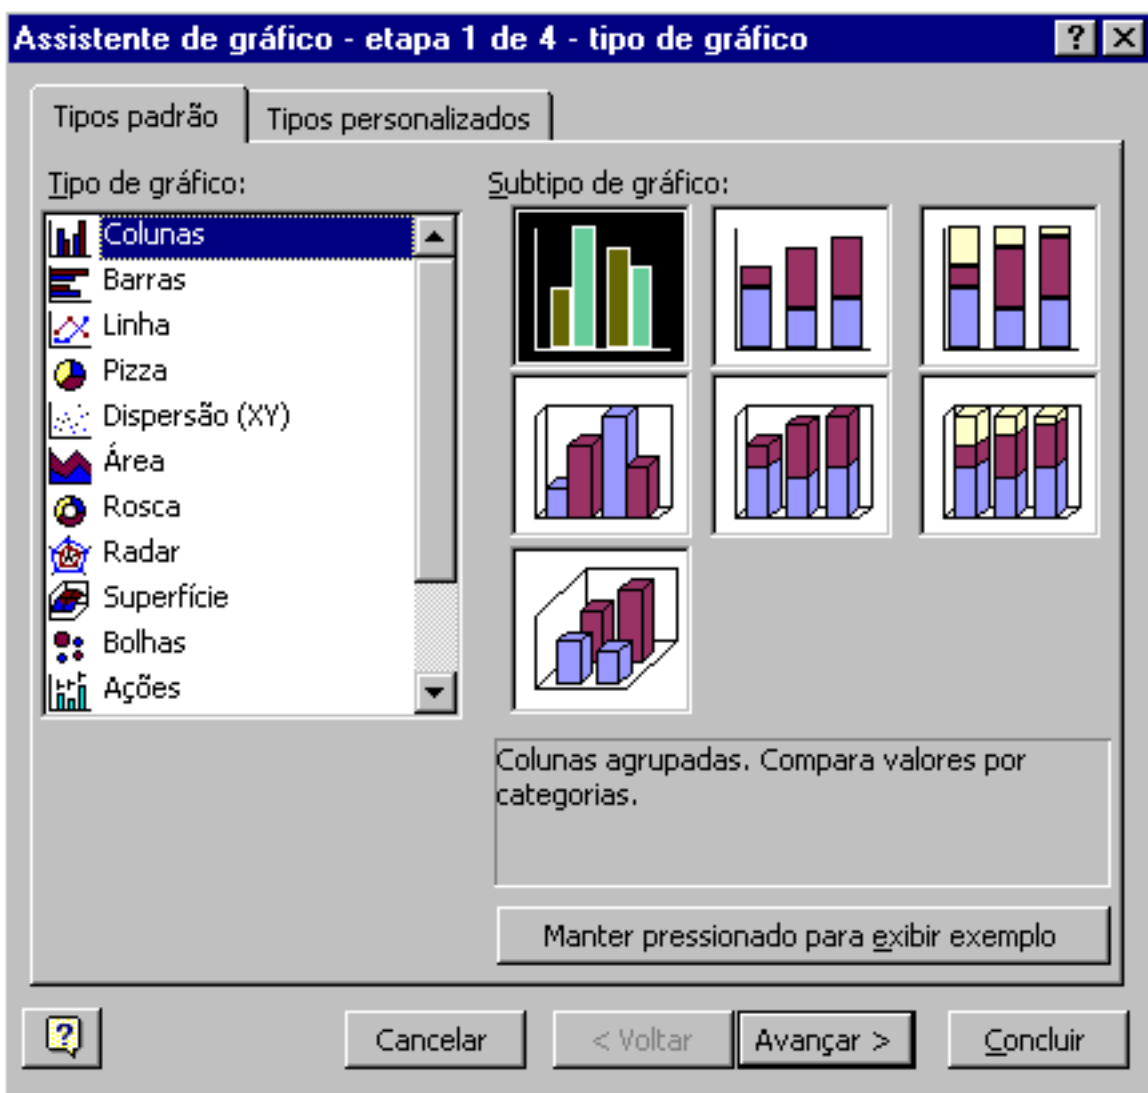 Assistente de gráfico - etapa 1 de 4 - tipo de gráfico
Tipos padrão
Tipos personalizados
Tipo de gráfico:
Colunas
Barras
Linha
Pizza
Dispersão (XY)
Área
Rosca
Radar
Superfície
Bolhas
Ações
Subtipo de gráfico:
Colunas agrupadas. Compara valores por
categorias.
Manter pressionado para exibir exemplo
Cancelar
< Voltar
Avançar >
Concluir